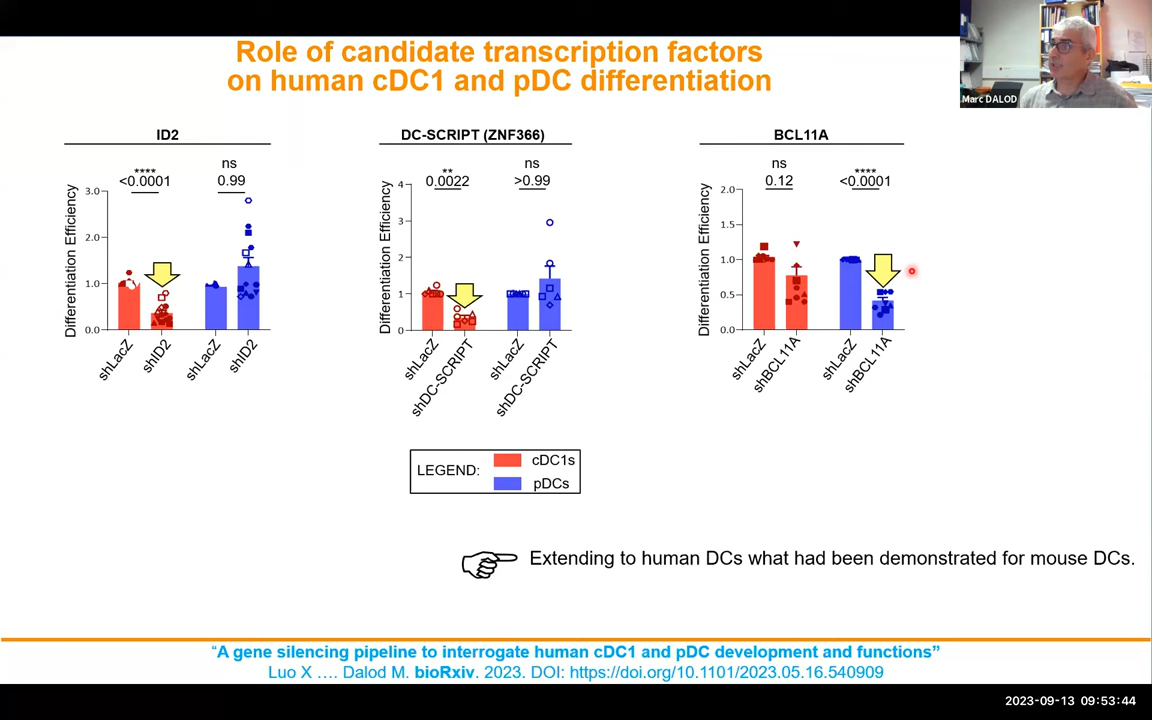 Role of candidate transcription factors
on human cDC1 and pDC differentiation
Marc DALOD
ID2
****
<0.0001
ns
0.99
Differentiation Efficiency
3.0
2.0
1.0
0.0
shLacZ
shID2
shLacZ
shID2
DC-SCRIPT (ZNF366)
**
0.0022
ns
>0.99
Differentiation Efficiency
4
3
2
1
0
shLacZ
shDC-SCRIPT
shLacZ
shDC-SCRIPT
BCL11A
ns
0.12
****
<0.0001
Differentiation Efficiency
2.0
1.5
1.0
0.5
0.0
shLacZ
shBCL11A
shLacZ
shBCL11A
LEGEND:
cDC1s
pDCs
Extending to human DCs what had been demonstrated for mouse DCs.
“A gene silencing pipeline to interrogate human cDC1 and pDC development and functions”
Luo X …. Dalod M. bioRxiv. 2023. DOI: https://doi.org/10.1101/2023.05.16.540909
2023-09-13 09:53:44